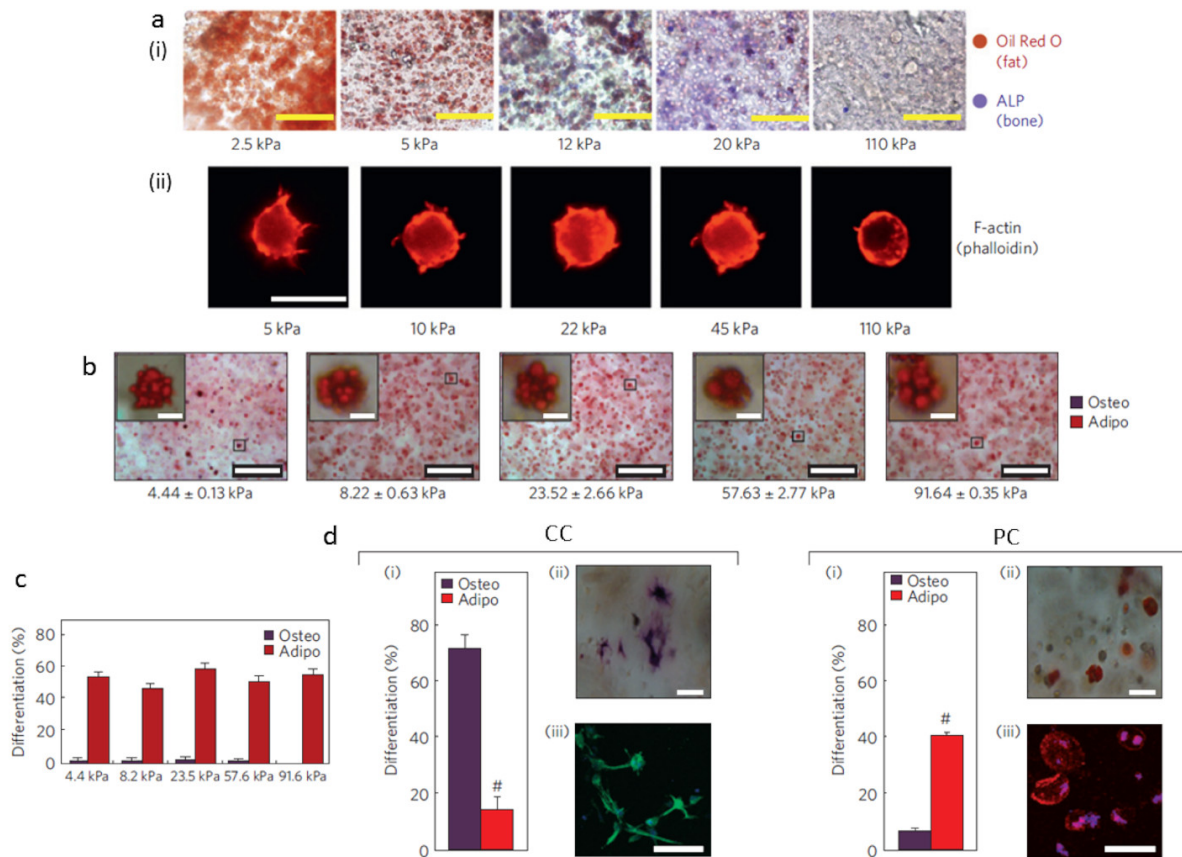 a
(i)
Oil Red O
(fat)
ALP
(bone)
2.5 kPa 5 kPa 12 kPa 20 kPa 110 kPa
(ii)
F-actin
(phalloidin)
5 kPa 10 kPa 22 kPa 45 kPa 110 kPa
b
Osteo
Adipo
4.44 ± 0.13 kPa 8.22 ± 0.63 kPa 23.52 ± 2.66 kPa 57.63 ± 2.77 kPa 91.64 ± 0.35 kPa
c
Osteo
Adipo
Differentiation (%)
80
60
40
20
0
4.4 kPa 8.2 kPa 23.5 kPa 57.6 kPa 91.6 kPa
d
CC
(i)
Osteo
Adipo
Differentiation (%)
80
60
40
20
0
#
(ii)
(iii)
PC
(i)
Osteo
Adipo
Differentiation (%)
80
60
40
20
0
#
(ii)
(iii)